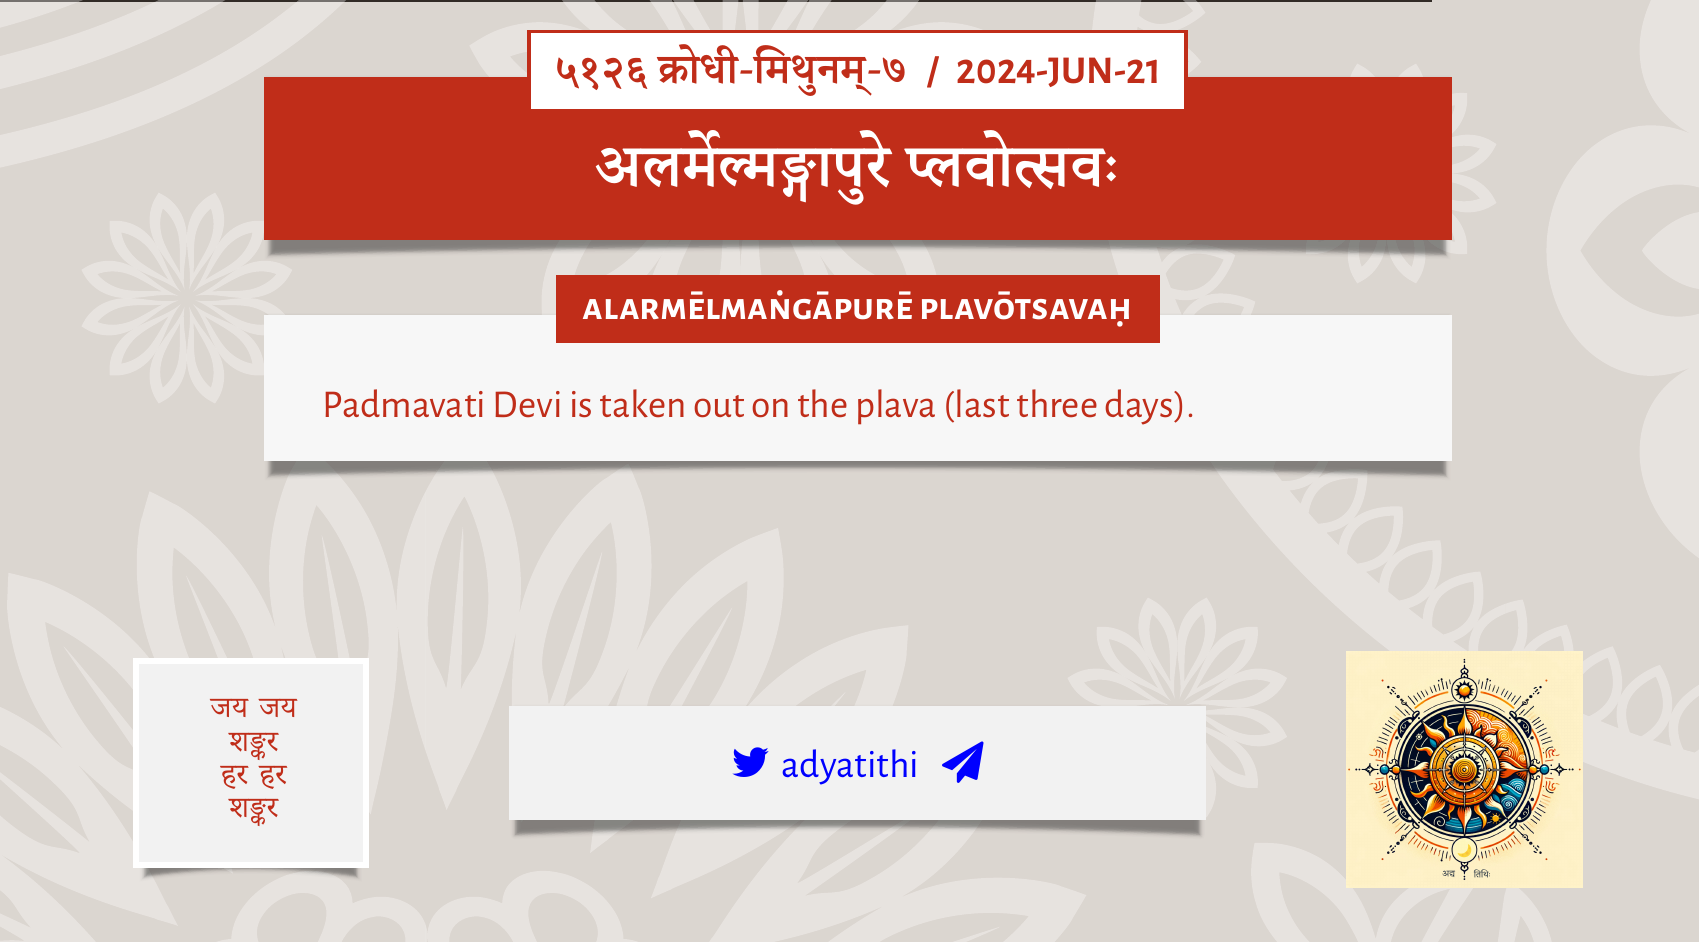 ५१२६ क्रोधी-मिथुनम्-७ / 2024-JUN-21
अलर्मेल्मङ्गापुरे प्लवोत्सवः
ALARMĒLMAṄGĀPURĒ PLAVŌTSAVAḤ
Padmavati Devi is taken out on the plava (last three days).
जय जय
शङ्कर
हर हर
शङ्कर
adyatithi
अद्य तिथिः